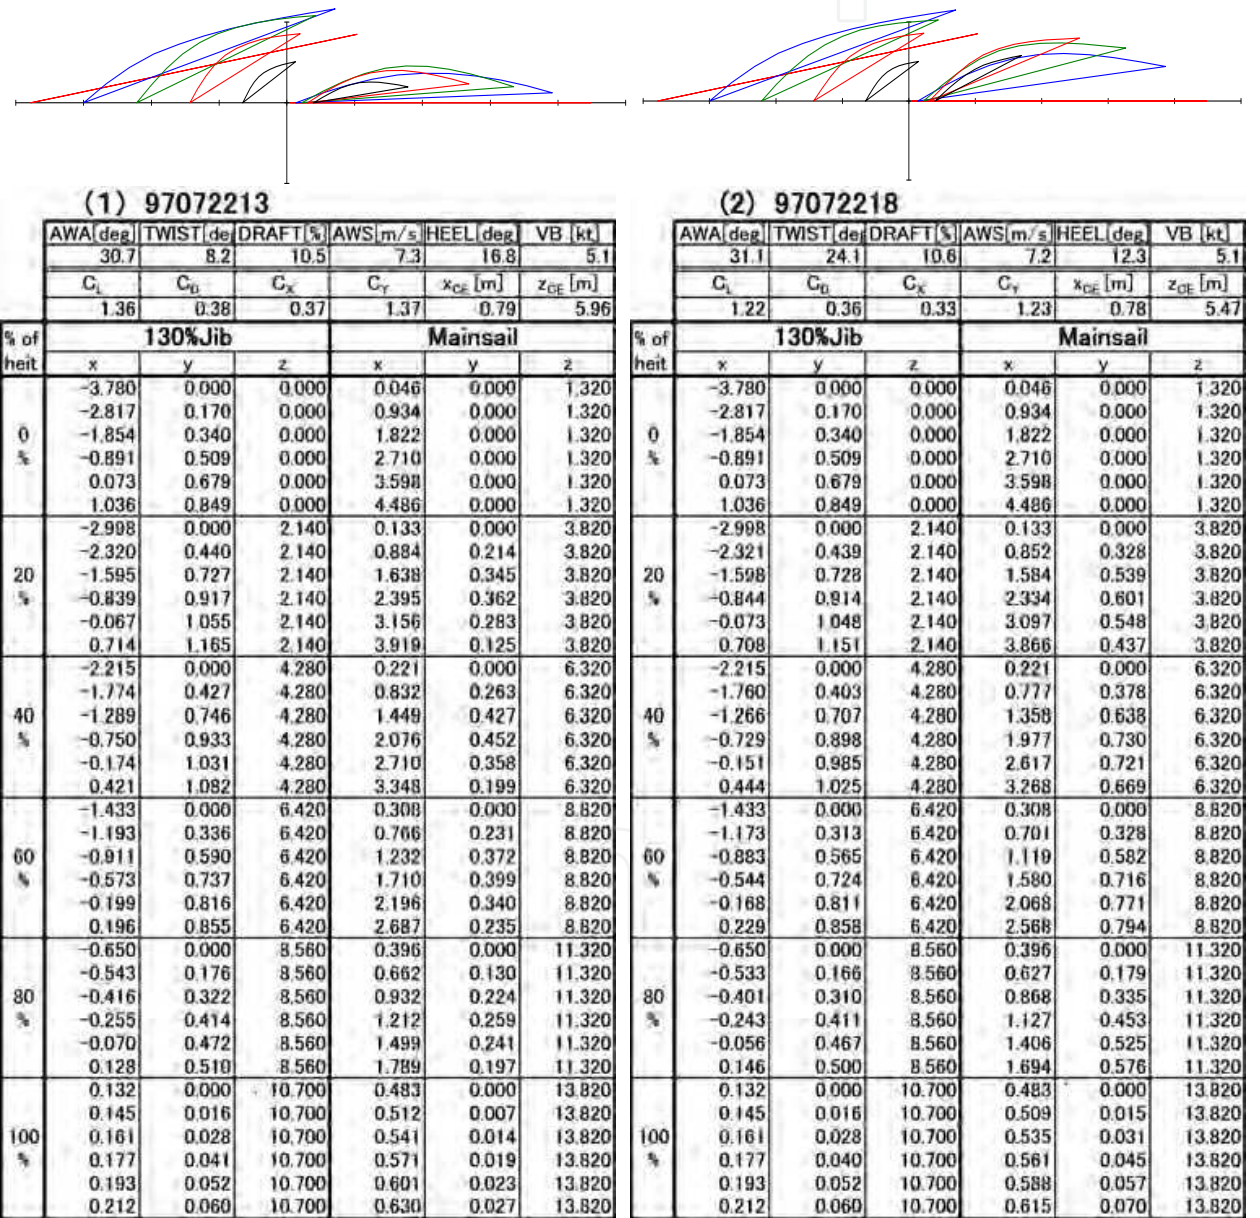 (1) 97072213
AWA[deg] TWIST[de DRAFT[%] AWS[m/s] HEEL[deg] VB [kt]
30.7 8.2 10.5 7.3 16.8 5.1
C_L C_D C_X C_Y x_CE [m] z_CE [m]
1.36 0.38 0.37 1.37 0.79 5.96
% of heit 130%Jib Mainsail
x y z x y z
0 %
-3.780 0.000 0.000 0.046 0.000 1.320
-2.817 0.170 0.000 0.934 0.000 1.320
-1.854 0.340 0.000 1.822 0.000 1.320
-0.891 0.509 0.000 2.710 0.000 1.320
0.073 0.679 0.000 3.598 0.000 1.320
1.036 0.849 0.000 4.486 0.000 1.320
20 %
-2.998 0.000 2.140 0.133 0.000 3.820
-2.320 0.440 2.140 0.884 0.214 3.820
-1.595 0.727 2.140 1.638 0.345 3.820
-0.839 0.917 2.140 2.395 0.362 3.820
-0.067 1.055 2.140 3.156 0.283 3.820
0.714 1.165 2.140 3.919 0.125 3.820
40 %
-2.215 0.000 4.280 0.221 0.000 6.320
-1.774 0.427 4.280 0.832 0.263 6.320
-1.289 0.746 4.280 1.449 0.427 6.320
-0.750 0.933 4.280 2.076 0.452 6.320
-0.174 1.031 4.280 2.710 0.358 6.320
0.421 1.082 4.280 3.348 0.199 6.320
60 %
-1.433 0.000 6.420 0.308 0.000 8.820
-1.193 0.336 6.420 0.766 0.231 8.820
-0.911 0.590 6.420 1.232 0.372 8.820
-0.573 0.737 6.420 1.710 0.399 8.820
-0.199 0.816 6.420 2.196 0.340 8.820
0.196 0.855 6.420 2.687 0.235 8.820
80 %
-0.650 0.000 8.560 0.396 0.000 11.320
-0.543 0.176 8.560 0.662 0.130 11.320
-0.416 0.322 8.560 0.932 0.224 11.320
-0.255 0.414 8.560 1.212 0.259 11.320
-0.070 0.472 8.560 1.499 0.241 11.320
0.128 0.510 8.560 1.789 0.197 11.320
100 %
0.132 0.000 10.700 0.483 0.000 13.820
0.145 0.016 10.700 0.512 0.007 13.820
0.161 0.028 10.700 0.541 0.014 13.820
0.177 0.041 10.700 0.571 0.019 13.820
0.193 0.052 10.700 0.601 0.023 13.820
0.212 0.060 10.700 0.630 0.027 13.820
(2) 97072218
AWA[deg] TWIST[de DRAFT[%] AWS[m/s] HEEL[deg] VB [kt]
31.1 24.1 10.6 7.2 12.3 5.1
C_L C_D C_X C_Y x_CE [m] z_CE [m]
1.22 0.36 0.33 1.23 0.78 5.47
% of heit 130%Jib Mainsail
x y z x y z
0 %
-3.780 0.000 0.000 0.046 0.000 1.320
-2.817 0.170 0.000 0.934 0.000 1.320
-1.854 0.340 0.000 1.822 0.000 1.320
-0.891 0.509 0.000 2.710 0.000 1.320
0.073 0.679 0.000 3.598 0.000 1.320
1.036 0.849 0.000 4.486 0.000 1.320
20 %
-2.998 0.000 2.140 0.133 0.000 3.820
-2.321 0.439 2.140 0.852 0.328 3.820
-1.598 0.728 2.140 1.584 0.539 3.820
-0.844 0.914 2.140 2.334 0.601 3.820
-0.073 1.048 2.140 3.097 0.548 3.820
0.708 1.151 2.140 3.866 0.437 3.820
40 %
-2.215 0.000 4.280 0.221 0.000 6.320
-1.760 0.403 4.280 0.777 0.378 6.320
-1.266 0.707 4.280 1.358 0.638 6.320
-0.729 0.898 4.280 1.977 0.730 6.320
-0.151 0.985 4.280 2.617 0.721 6.320
0.444 1.025 4.280 3.268 0.669 6.320
60 %
-1.433 0.000 6.420 0.308 0.000 8.820
-1.173 0.313 6.420 0.701 0.328 8.820
-0.883 0.565 6.420 1.119 0.582 8.820
-0.544 0.724 6.420 1.580 0.716 8.820
-0.168 0.811 6.420 2.068 0.771 8.820
0.229 0.858 6.420 2.568 0.794 8.820
80 %
-0.650 0.000 8.560 0.396 0.000 11.320
-0.533 0.166 8.560 0.627 0.179 11.320
-0.401 0.310 8.560 0.868 0.335 11.320
-0.243 0.411 8.560 1.127 0.453 11.320
-0.056 0.467 8.560 1.406 0.525 11.320
0.146 0.500 8.560 1.694 0.576 11.320
100 %
0.132 0.000 10.700 0.483 0.000 13.820
0.145 0.016 10.700 0.509 0.015 13.820
0.161 0.028 10.700 0.535 0.031 13.820
0.177 0.040 10.700 0.561 0.045 13.820
0.193 0.052 10.700 0.588 0.057 13.820
0.212 0.060 10.700 0.615 0.070 13.820